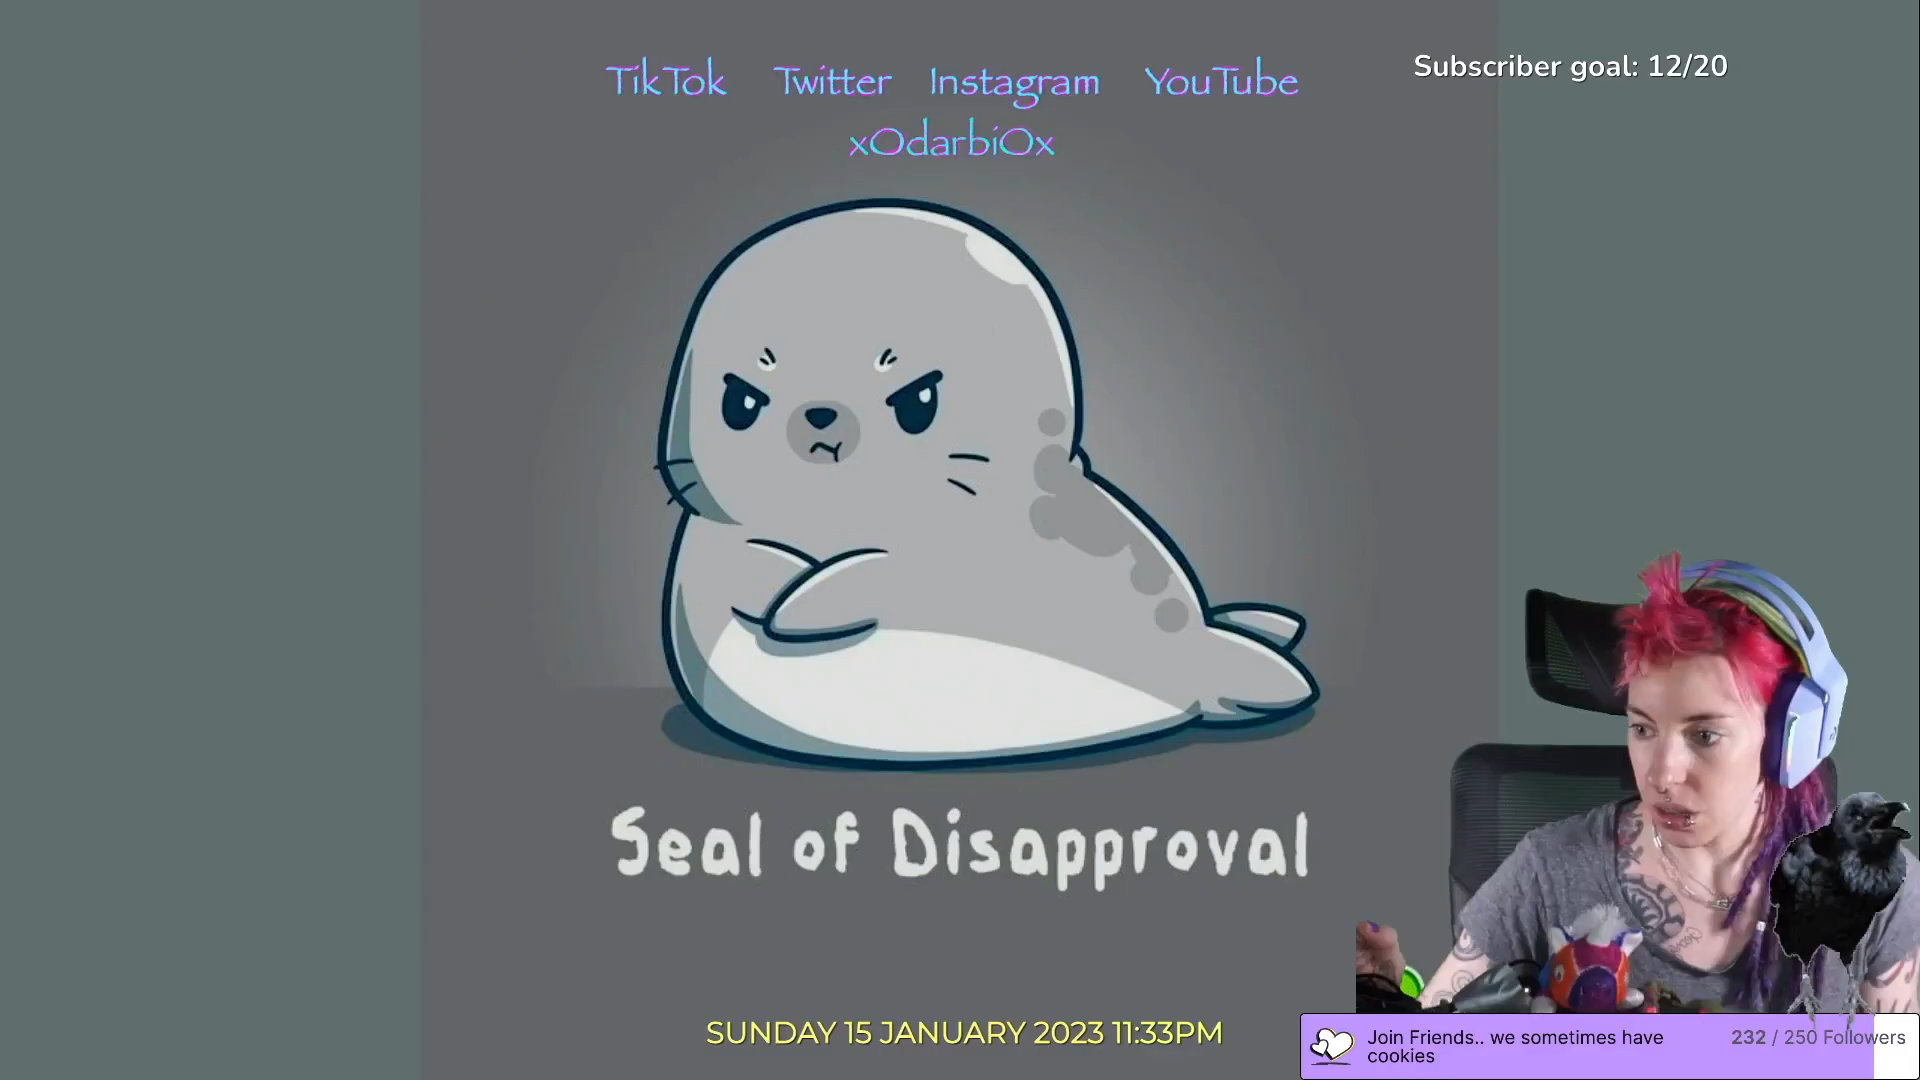 TikTok Twitter Instagram YouTube
xOdarbiOx
Subscriber goal: 12/20
Seal of Disapproval
SUNDAY 15 JANUARY 2023 11:33PM
Join Friends.. we sometimes have
cookies
232 / 250 Followers